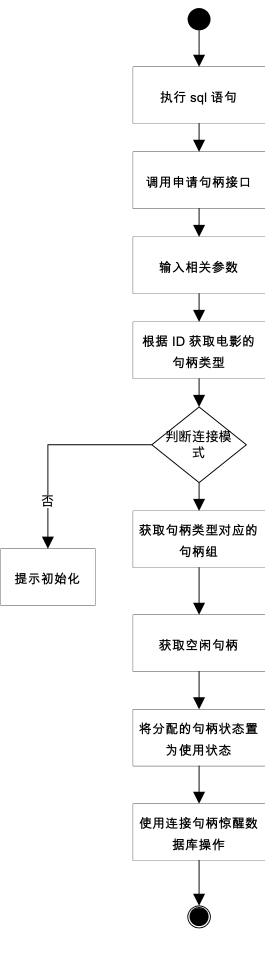 执行 sql 语句
调用申请句柄接口
输入相关参数
根据 ID 获取电影的
句柄类型
判断连接模
式
否
获取句柄类型对应的
句柄组
提示初始化
获取空闲句柄
将分配的句柄状态置
为使用状态
使用连接句柄惊醒数
据库操作